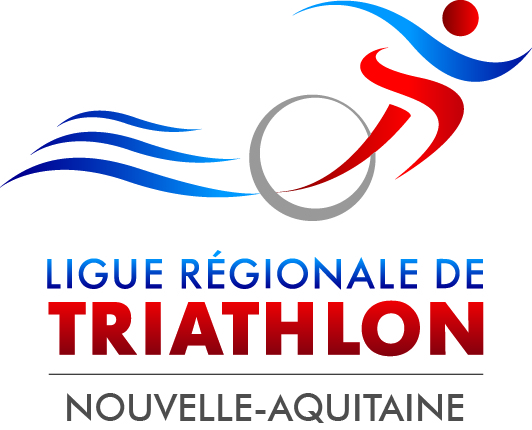 LIGUE RÉGIONALE DE
TRIATHLON
NOUVELLE-AQUITAINE